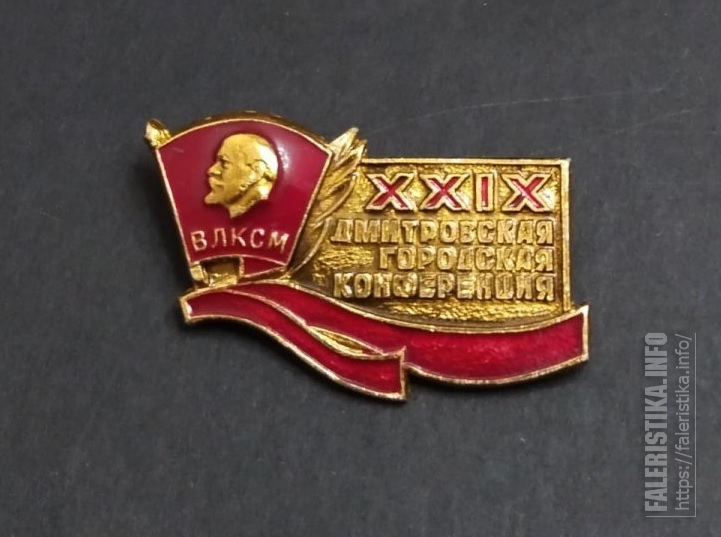 ВЛКСМ
XXIX
ДМИТРОВСКАЯ
ГОРОДСКАЯ
КОНФЕРЕНЦИЯ
FALERISTIKA.INFO
https://faleristika.info/